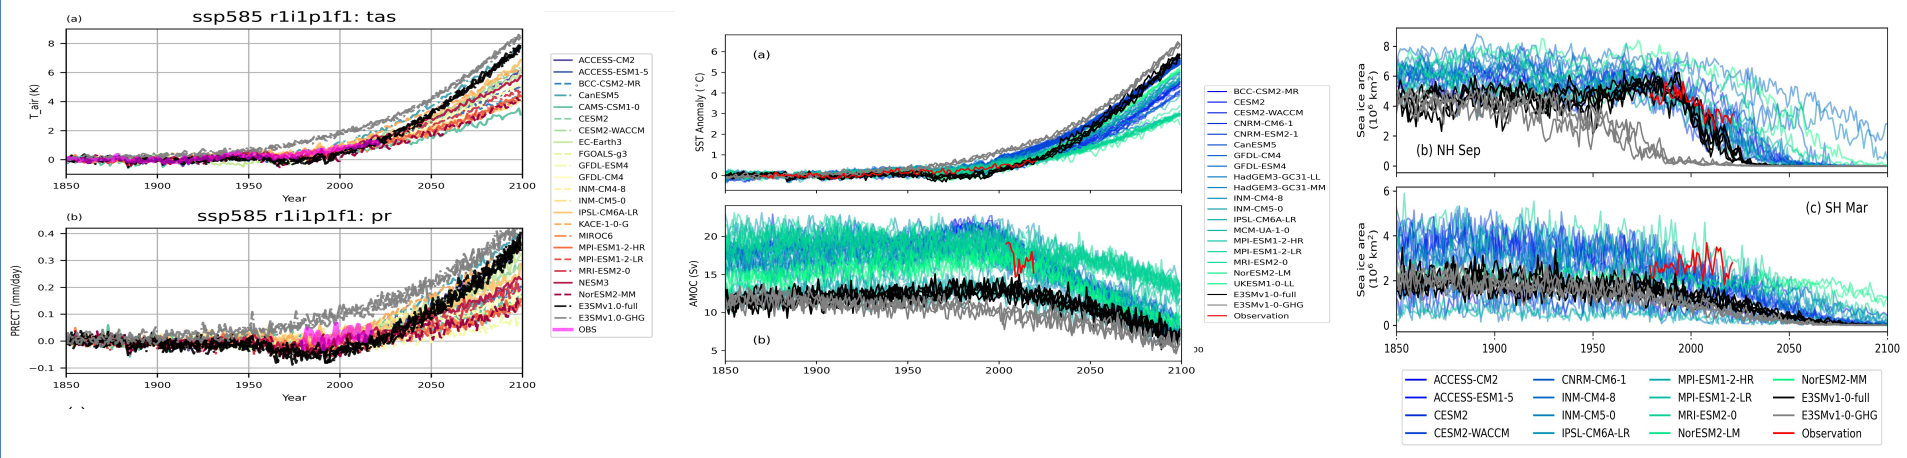 (a)
ssp585 r1i1p1f1: tas
8
6
4
2
0
T_air (K)
1850 1900 1950 2000 2050 2100
Year
(b)
ssp585 r1i1p1f1: pr
0.4
0.3
0.2
0.1
0.0
−0.1
PRECT (mm/day)
1850 1900 1950 2000 2050 2100
Year
ACCESS-CM2
ACCESS-ESM1-5
BCC-CSM2-MR
CanESM5
CAMS-CSM1-0
CESM2
CESM2-WACCM
EC-Earth3
FGOALS-g3
GFDL-ESM4
GFDL-CM4
INM-CM4-8
INM-CM5-0
IPSL-CM6A-LR
KACE-1-0-G
MIROC6
MPI-ESM1-2-HR
MPI-ESM1-2-LR
MRI-ESM2-0
NESM3
NorESM2-MM
E3SMv1.0-full
E3SMv1.0-GHG
OBS
(a)
6
5
4
3
2
1
0
SST Anomaly (°C)
20
15
10
5
AMOC (Sv)
(b)
1850 1900 1950 2000 2050 2100
00
BCC-CSM2-MR
CESM2
CESM2-WACCM
CNRM-CM6-1
CNRM-ESM2-1
CanESM5
GFDL-CM4
GFDL-ESM4
HadGEM3-GC31-LL
HadGEM3-GC31-MM
INM-CM4-8
INM-CM5-0
IPSL-CM6A-LR
MCM-UA-1-0
MPI-ESM1-2-HR
MPI-ESM1-2-LR
MRI-ESM2-0
NorESM2-LM
UKESM1-0-LL
E3SMv1-0-full
E3SMv1-0-GHG
Observation
8
6
4
2
0
Sea ice area
(10⁶ km²)
(b) NH Sep
6
4
2
0
Sea ice area
(10⁶ km²)
(c) SH Mar
1850 1900 1950 2000 2050 2100
ACCESS-CM2 CNRM-CM6-1 MPI-ESM1-2-HR NorESM2-MM
ACCESS-ESM1-5 INM-CM4-8 MPI-ESM1-2-LR E3SMv1-0-full
CESM2 INM-CM5-0 MRI-ESM2-0 E3SMv1-0-GHG
CESM2-WACCM IPSL-CM6A-LR NorESM2-LM Observation